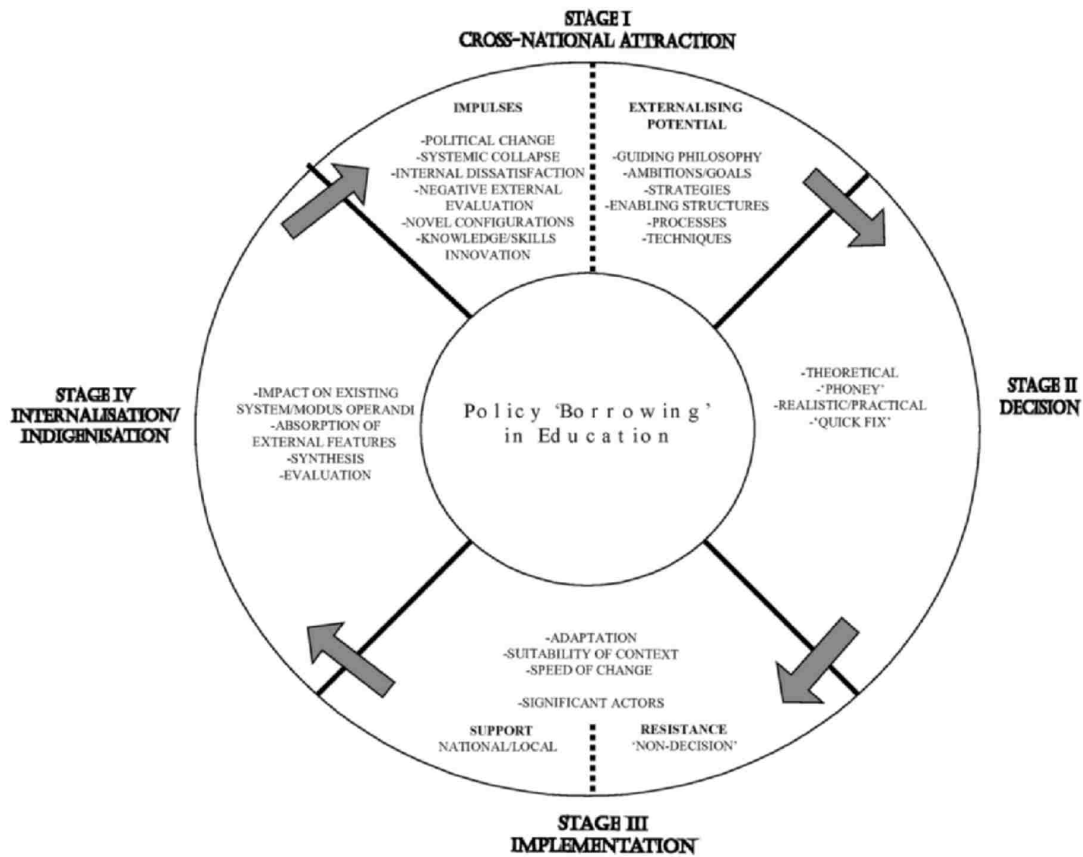 STAGE I
CROSS-NATIONAL ATTRACTION
IMPULSES
-POLITICAL CHANGE
-SYSTEMIC COLLAPSE
-INTERNAL DISSATISFACTION
-NEGATIVE EXTERNAL
EVALUATION
-NOVEL CONFIGURATIONS
-KNOWLEDGE/SKILLS
INNOVATION
EXTERNALISING
POTENTIAL
-GUIDING PHILOSOPHY
-AMBITIONS/GOALS
-STRATEGIES
-ENABLING STRUCTURES
-PROCESSES
-TECHNIQUES
STAGE II
DECISION
-THEORETICAL
-‘PHONEY’
-REALISTIC/PRACTICAL
-‘QUICK FIX’
Policy ‘Borrowing’
in Education
STAGE IV
INTERNALISATION/
INDIGENISATION
-IMPACT ON EXISTING
SYSTEM/MODUS OPERANDI
-ABSORPTION OF
EXTERNAL FEATURES
-SYNTHESIS
-EVALUATION
-ADAPTATION
-SUITABILITY OF CONTEXT
-SPEED OF CHANGE
-SIGNIFICANT ACTORS
SUPPORT
NATIONAL/LOCAL
RESISTANCE
‘NON-DECISION’
STAGE III
IMPLEMENTATION